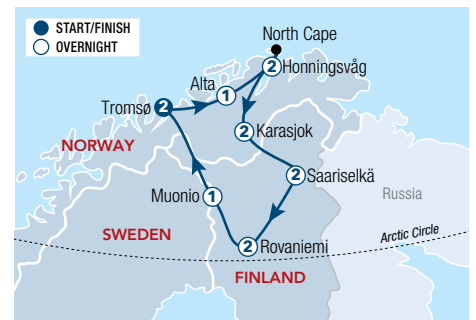 START/FINISH
OVERNIGHT
North Cape
2 Honningsvåg
Alta
1
Tromsø 2
2
Karasjok
NORWAY
2 Saariselkä
Muonio 1
Russia
SWEDEN
Arctic Circle
2 Rovaniemi
FINLAND